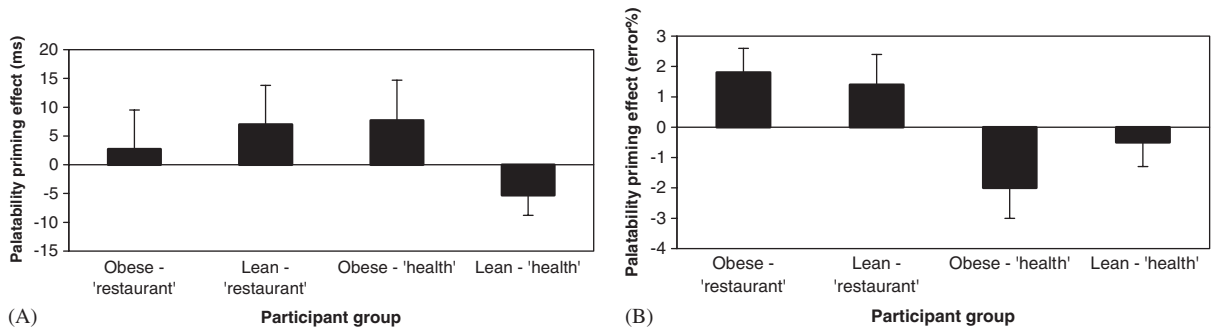 Palatability priming effect (ms)
20
15
10
5
0
-5
-10
-15
Obese -
'restaurant'
Lean -
'restaurant'
Obese - 'health'
Lean - 'health'
(A)
Participant group
Palatability priming effect (error%)
3
2
1
0
-1
-2
-3
-4
Obese -
'restaurant'
Lean -
'restaurant'
Obese - 'health'
Lean - 'health'
(B)
Participant group